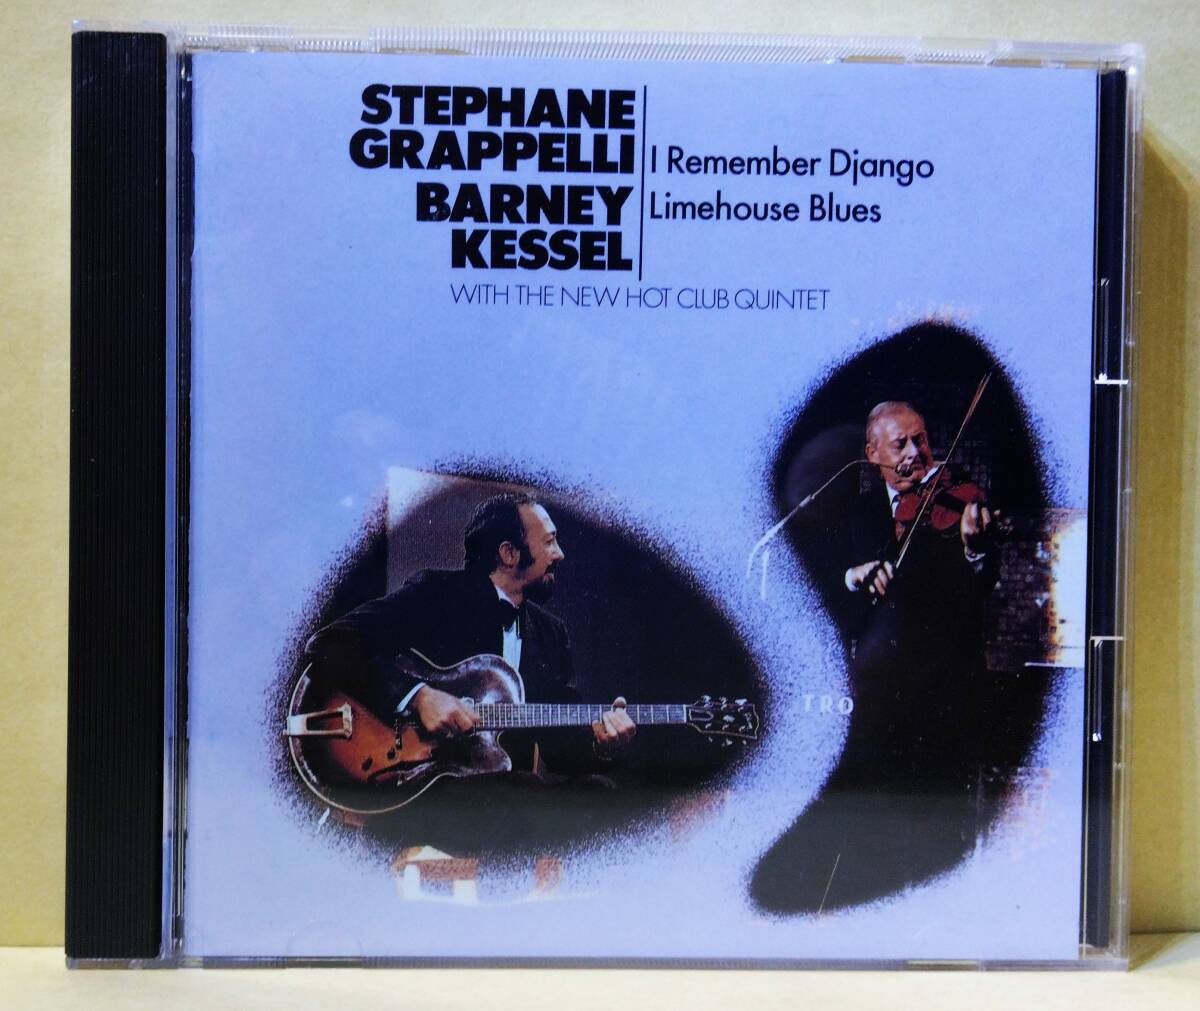 STEPHANE
GRAPPELLI
BARNEY
KESSEL
I Remember Django
Limehouse Blues
WITH THE NEW HOT CLUB QUINTET
TRO